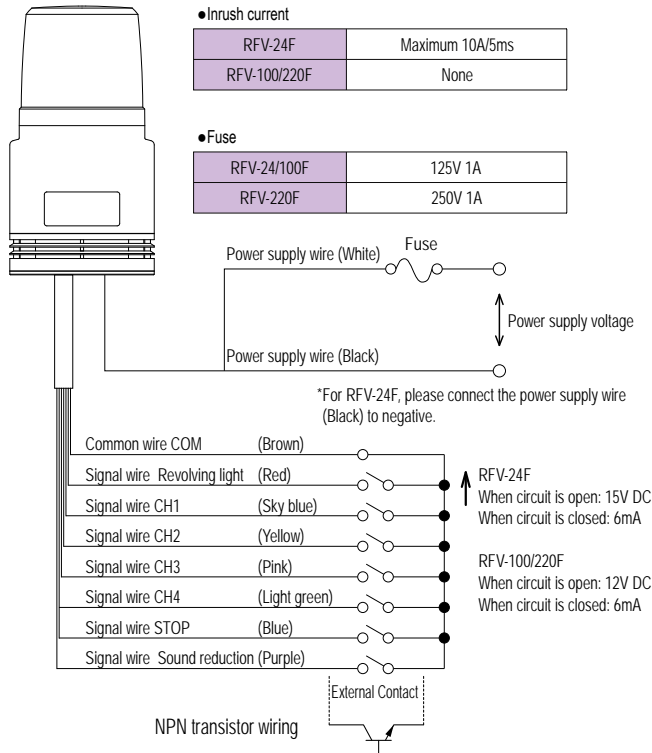 ●Inrush current
RFV-24F Maximum 10A/5ms
RFV-100/220F None
●Fuse
RFV-24/100F 125V 1A
RFV-220F 250V 1A
Power supply wire (White) Fuse
Power supply voltage
Power supply wire (Black)
*For RFV-24F, please connect the power supply wire
(Black) to negative.
Common wire COM (Brown)
Signal wire Revolving light (Red)
Signal wire CH1 (Sky blue)
Signal wire CH2 (Yellow)
Signal wire CH3 (Pink)
Signal wire CH4 (Light green)
Signal wire STOP (Blue)
Signal wire Sound reduction (Purple)
RFV-24F
When circuit is open: 15V DC
When circuit is closed: 6mA
RFV-100/220F
When circuit is open: 12V DC
When circuit is closed: 6mA
External Contact
NPN transistor wiring